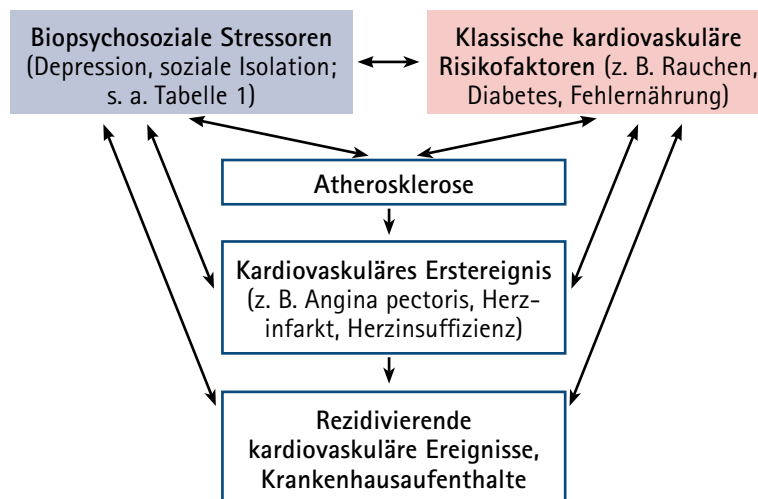 Biopsychosoziale Stressoren
(Depression, soziale Isolation;
s. a. Tabelle 1)
Klassische kardiovaskuläre
Risikofaktoren (z. B. Rauchen,
Diabetes, Fehlernährung)
Atherosklerose
Kardiovaskuläres Erstereignis
(z. B. Angina pectoris, Herz-
infarkt, Herzinsuffizienz)
Rezidivierende
kardiovaskuläre Ereignisse,
Krankenhausaufenthalte